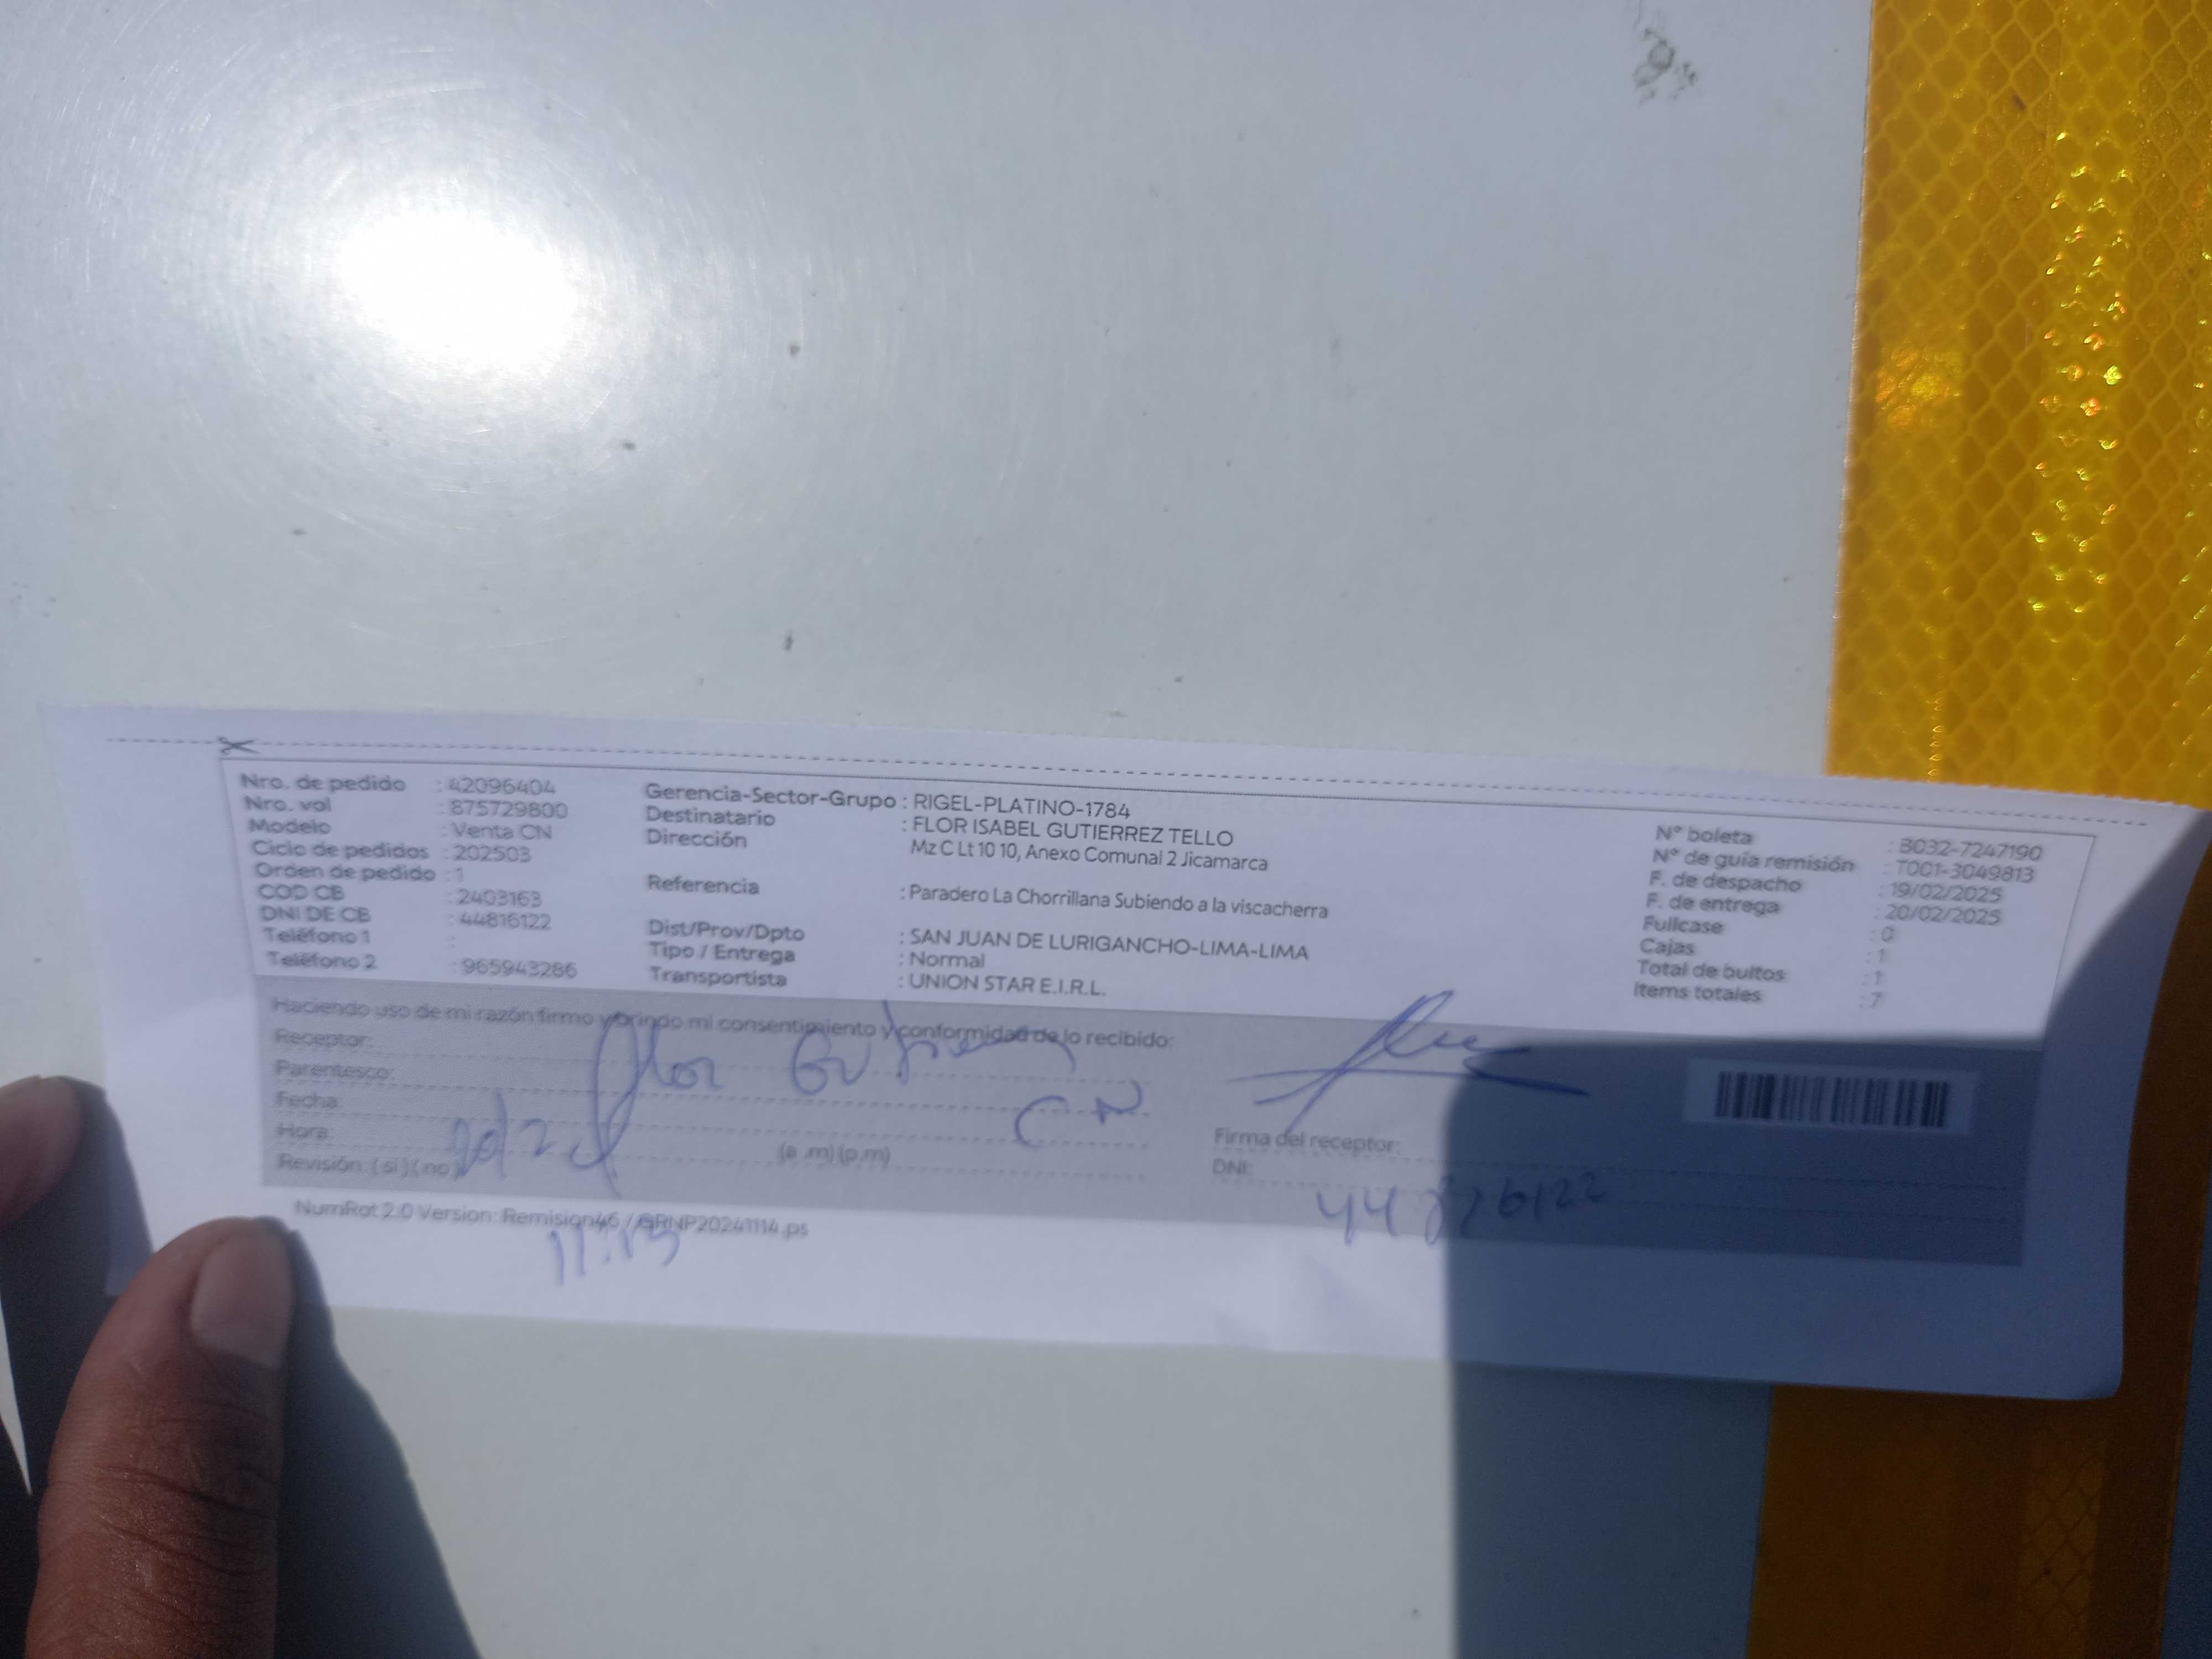 Nro. de pedido : 42096404
Nro. vol : 875729800
Modelo : Venta CN
Ciclo de pedidos : 202503
Orden de pedido : 1
COD CB : 2403163
DNI DE CB : 44816122
Teléfono 1 :
Teléfono 2 : 965943286
Gerencia-Sector-Grupo : RIGEL-PLATINO-1784
Destinatario : FLOR ISABEL GUTIERREZ TELLO
Dirección Mz C Lt 10 10, Anexo Comunal 2 Jicamarca
Referencia : Paradero La Chorrillana Subiendo a la viscacherra
Dist/Prov/Dpto : SAN JUAN DE LURIGANCHO-LIMA-LIMA
Tipo / Entrega : Normal
Transportista : UNION STAR E.I.R.L.
N° boleta : B032-7247190
N° de guía remisión : T001-3049813
F. de despacho : 19/02/2025
F. de entrega : 20/02/2025
Fullcase : 0
Cajas : 1
Total de bultos : 1
Items totales : 7
Haciendo uso de mi razón firmo y brindo mi consentimiento y conformidad de lo recibido:
Receptor: Flor
Parentesco: CN
Fecha:
Hora: (a .m) (p.m)
Revisión: ( si ) ( no )
Firma del receptor:
DNI:
NumRot 2.0 Version: Remision46 / GRNP20241114.ps